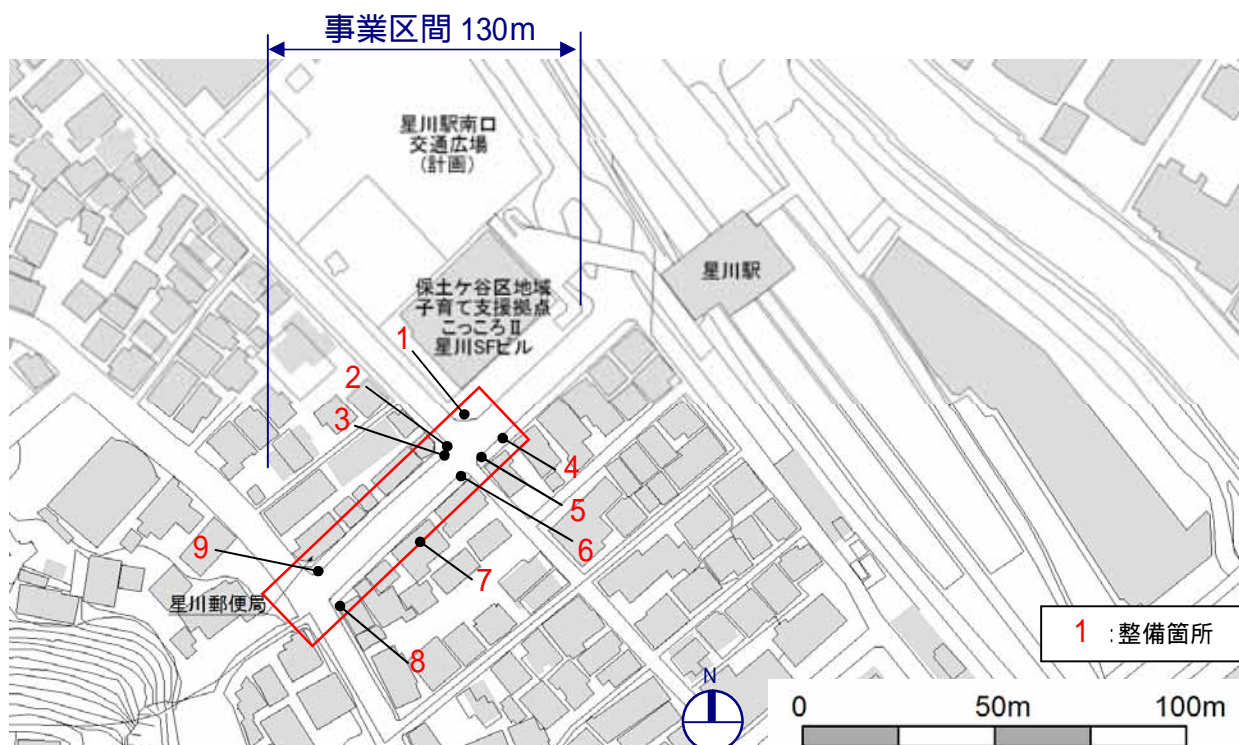 事業区間 130m
星川駅南口
交通広場
(計画)
星川駅
保土ケ谷区地域
子育て支援拠点
こっころⅡ
星川SFビル
1
2
3
4
5
6
7
8
9
星川郵便局
1 :整備箇所
N
0 50m 100m